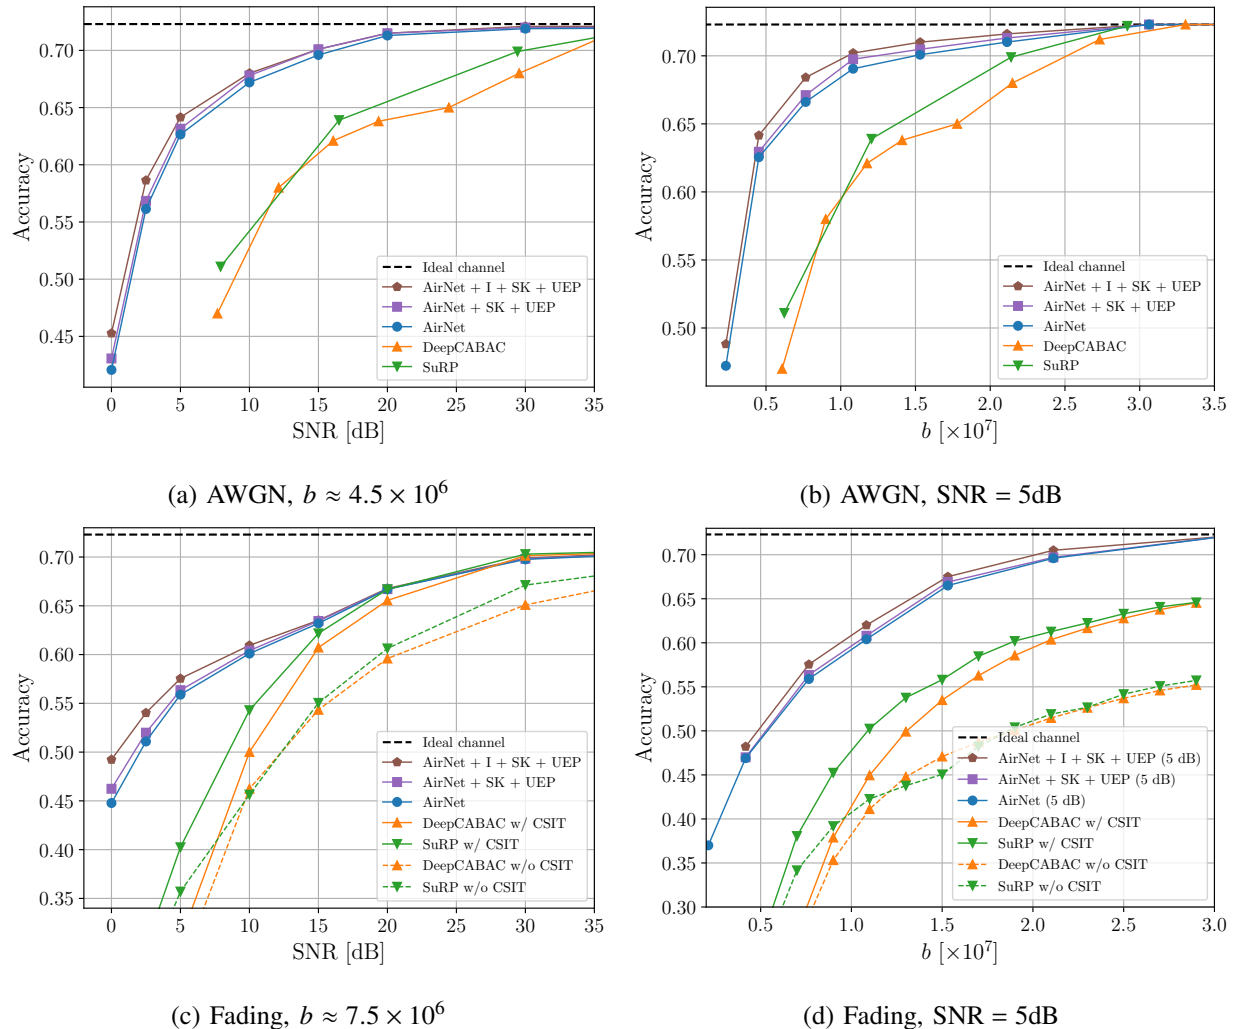 0.70
0.65
0.60
0.55
0.50
0.45
Accuracy
0 5 10 15 20 25 30 35
SNR [dB]
Ideal channel
AirNet + I + SK + UEP
AirNet + SK + UEP
AirNet
DeepCABAC
SuRP
(a) AWGN, b ≈ 4.5 × 10⁶
0.70
0.65
0.60
0.55
0.50
Accuracy
0.5 1.0 1.5 2.0 2.5 3.0 3.5
b [×10⁷]
Ideal channel
AirNet + I + SK + UEP
AirNet + SK + UEP
AirNet
DeepCABAC
SuRP
(b) AWGN, SNR = 5dB
0.70
0.65
0.60
0.55
0.50
0.45
0.40
0.35
Accuracy
0 5 10 15 20 25 30 35
SNR [dB]
Ideal channel
AirNet + I + SK + UEP
AirNet + SK + UEP
AirNet
DeepCABAC w/ CSIT
SuRP w/ CSIT
DeepCABAC w/o CSIT
SuRP w/o CSIT
(c) Fading, b ≈ 7.5 × 10⁶
0.70
0.65
0.60
0.55
0.50
0.45
0.40
0.35
0.30
Accuracy
0.5 1.0 1.5 2.0 2.5 3.0
b [×10⁷]
Ideal channel
AirNet + I + SK + UEP (5 dB)
AirNet + SK + UEP (5 dB)
AirNet (5 dB)
DeepCABAC w/ CSIT
SuRP w/ CSIT
DeepCABAC w/o CSIT
SuRP w/o CSIT
(d) Fading, SNR = 5dB